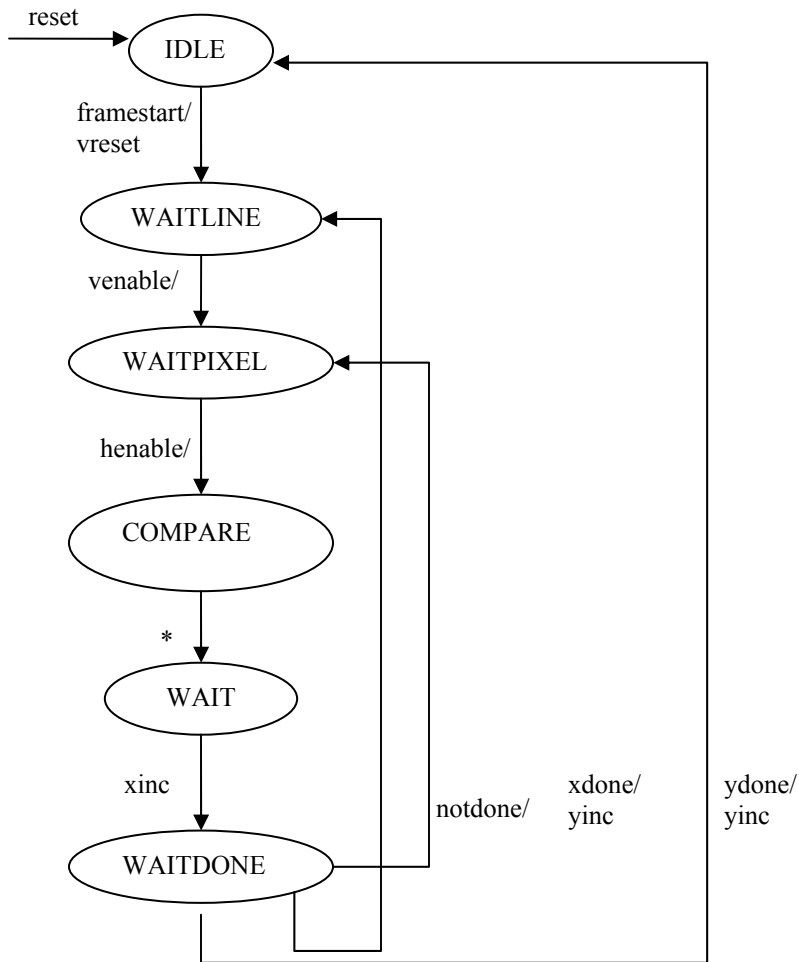 reset
IDLE
framestart/
vreset
WAITLINE
venable/
WAITPIXEL
henable/
COMPARE
*
WAIT
xinc
notdone/
xdone/
yinc
ydone/
yinc
WAITDONE